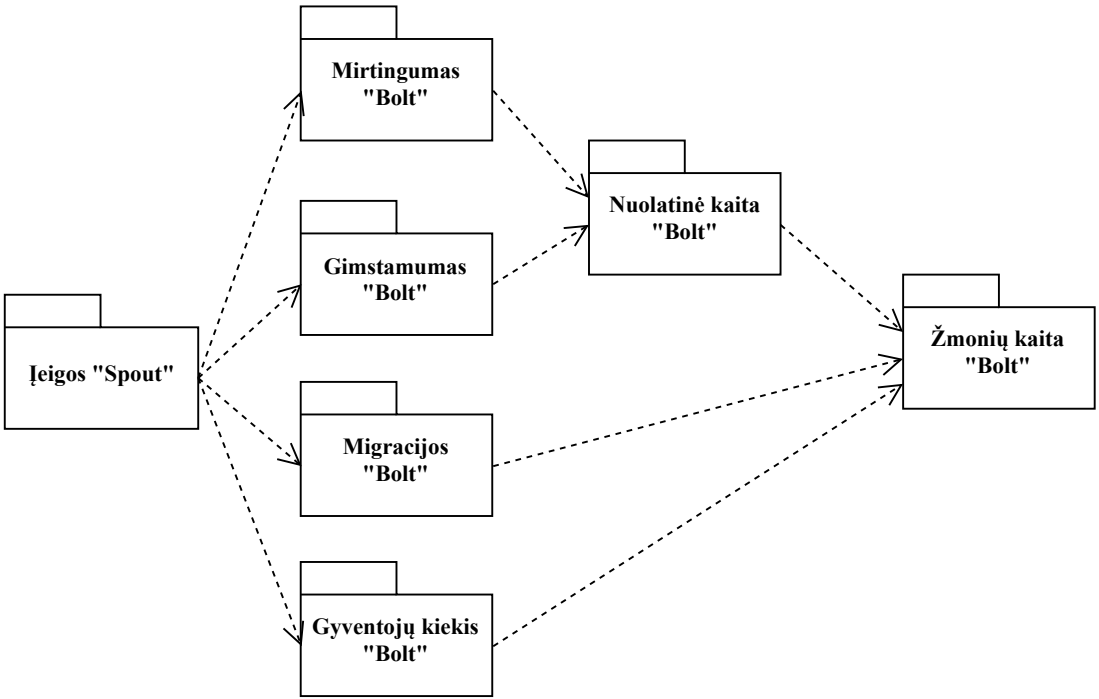 Mirtingumas
"Bolt"
Nuolatinė kaita
"Bolt"
Gimstamumas
"Bolt"
Žmonių kaita
"Bolt"
Įeigos "Spout"
Migracijos
"Bolt"
Gyventojų kiekis
"Bolt"